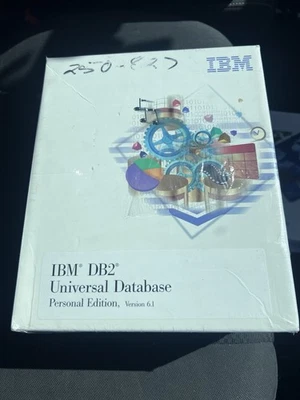 250-827
IBM
IBM® DB2®
Universal Database
Personal Edition, Version 6.1